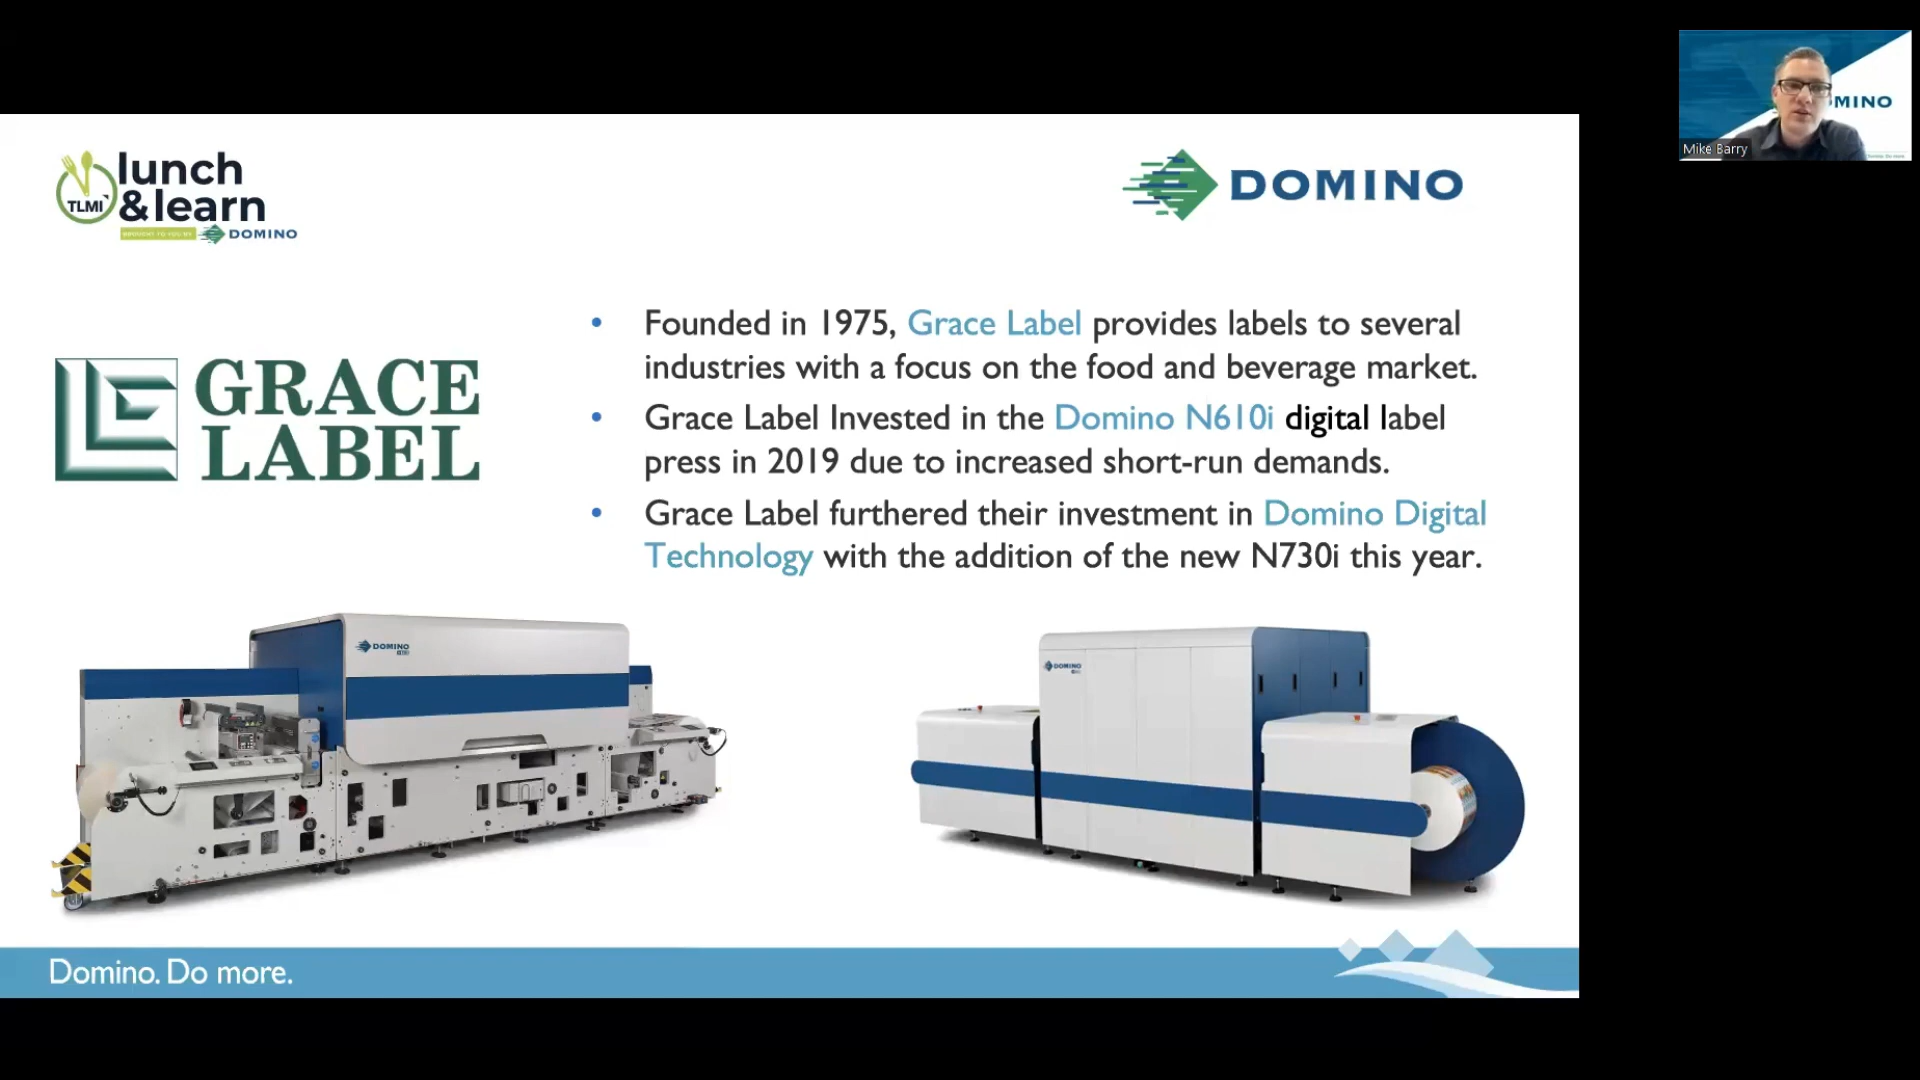 lunch
&learn
TLMI
BROUGHT TO YOU BY DOMINO
DOMINO
MINO
Mike Barry
GRACE
LABEL
• Founded in 1975, Grace Label provides labels to several
industries with a focus on the food and beverage market.
• Grace Label Invested in the Domino N610i digital label
press in 2019 due to increased short-run demands.
• Grace Label furthered their investment in Domino Digital
Technology with the addition of the new N730i this year.
DOMINO
DOMINO
Domino. Do more.